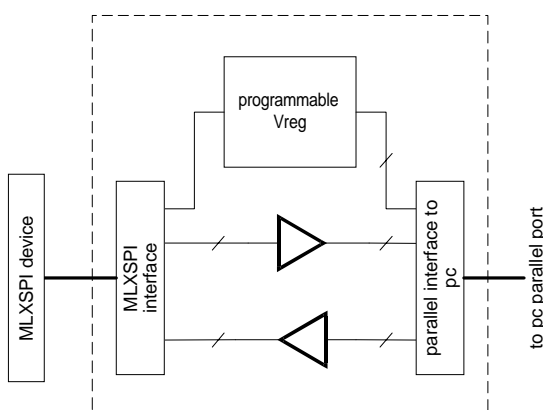 programmable
Vreg
MLXSPI device
MLXSPI
interface
parallel interface to
pc
to pc parallel port